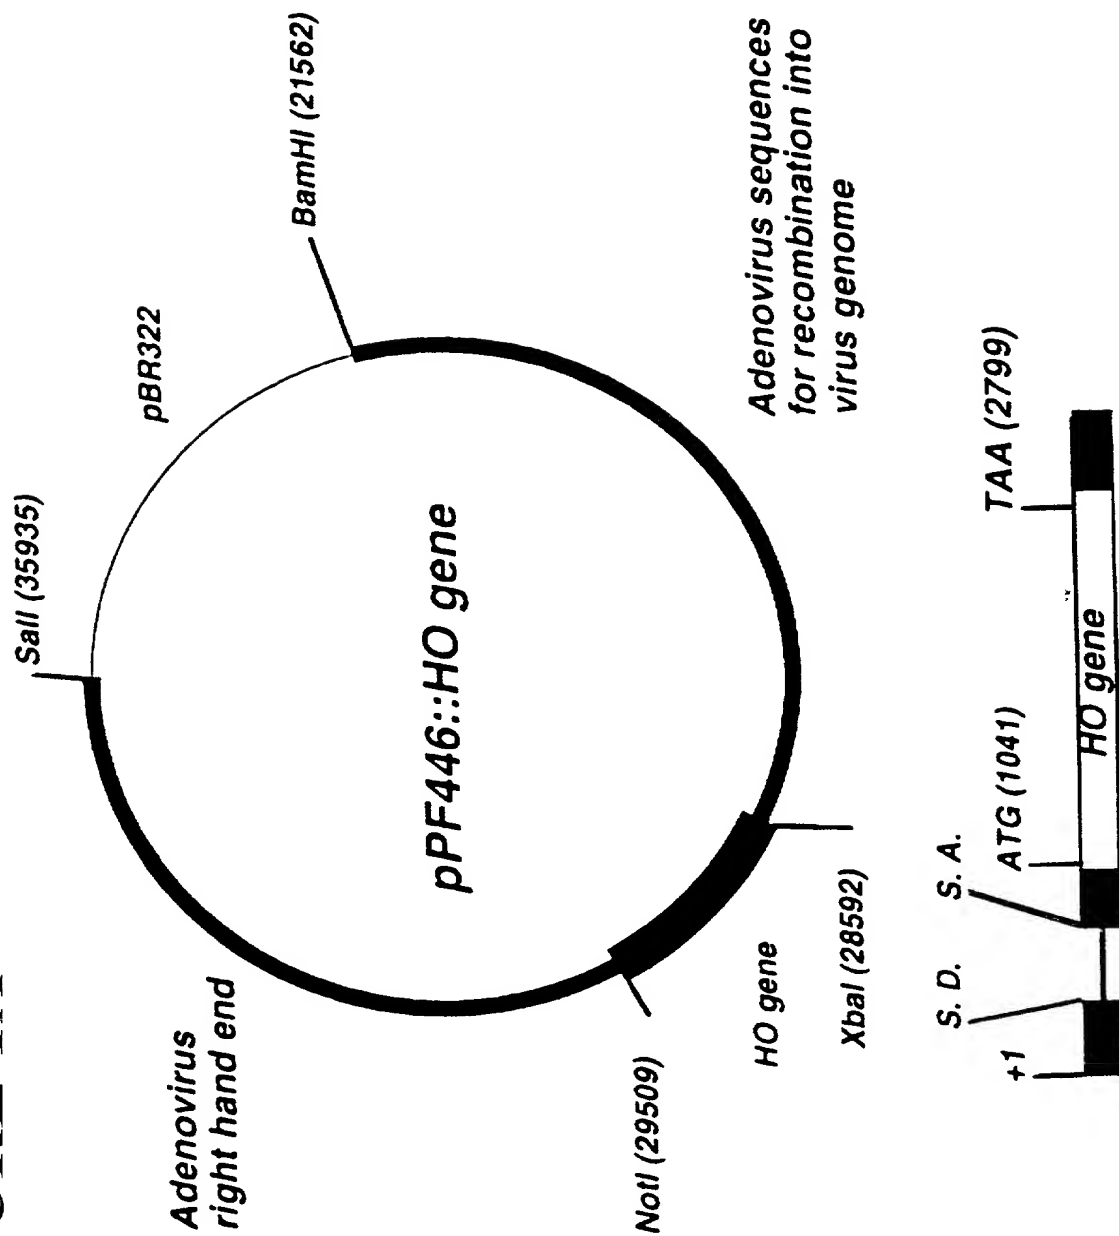 SalI (35935)
pBR322
BamHI (21562)
Adenovirus
right hand end
pPF446::HO gene
Adenovirus sequences
for recombination into
virus genome
NotI (29509)
HO gene
XbaI (28592)
+1
S. D.
S. A.
ATG (1041)
TAA (2799)
HO gene